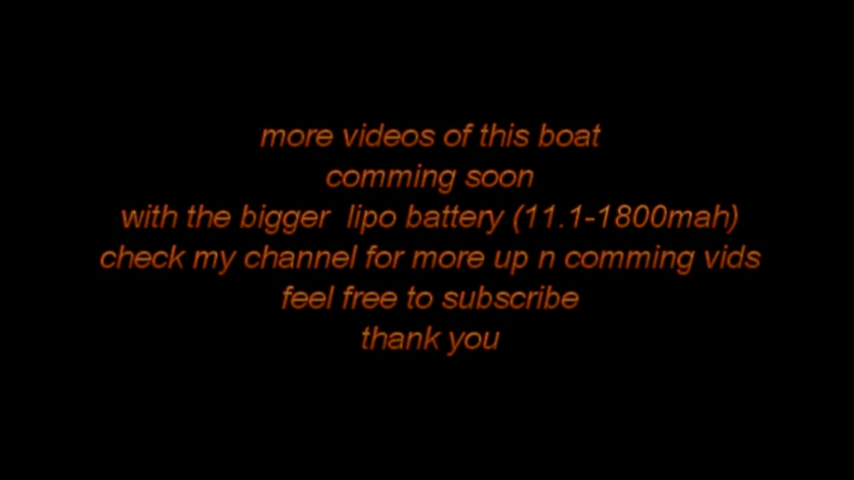 more videos of this boat
comming soon
with the bigger  lipo battery (11.1-1800mah)
check my channel for more up n comming vids
feel free to subscribe
thank you